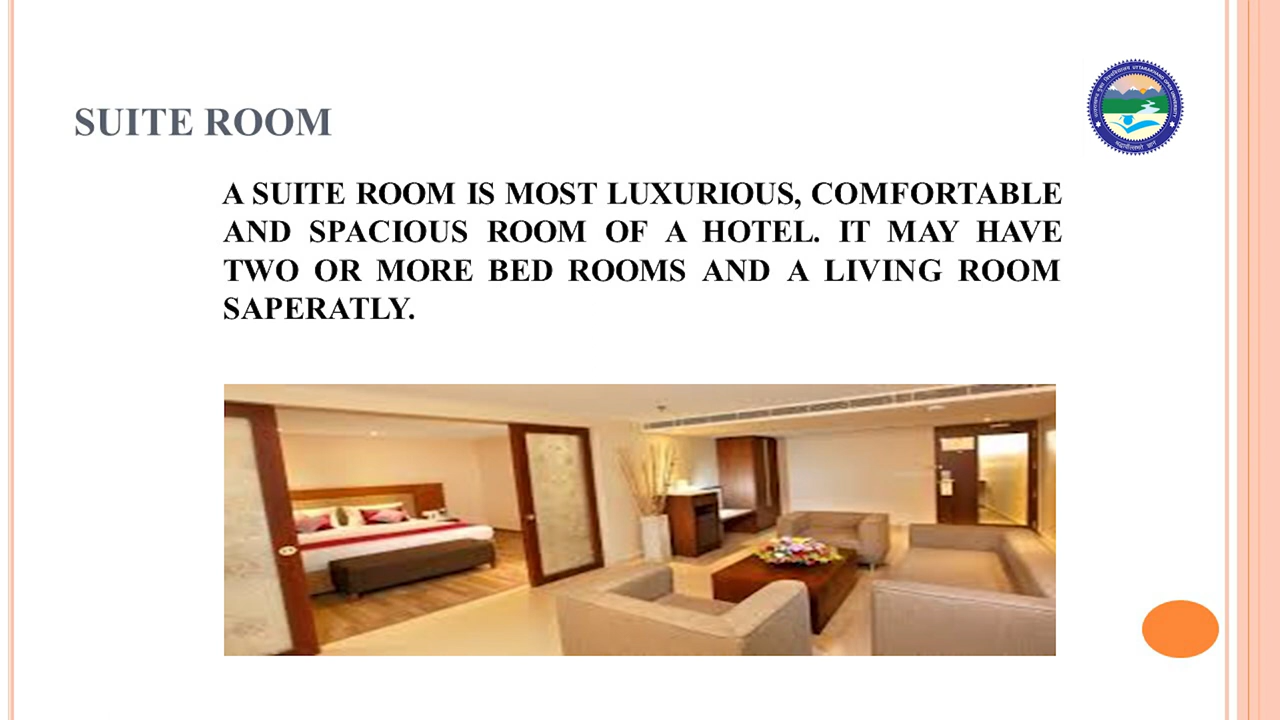 SUITE ROOM
A SUITE ROOM IS MOST LUXURIOUS, COMFORTABLE
AND SPACIOUS ROOM OF A HOTEL. IT MAY HAVE
TWO OR MORE BED ROOMS AND A LIVING ROOM
SAPERATLY.